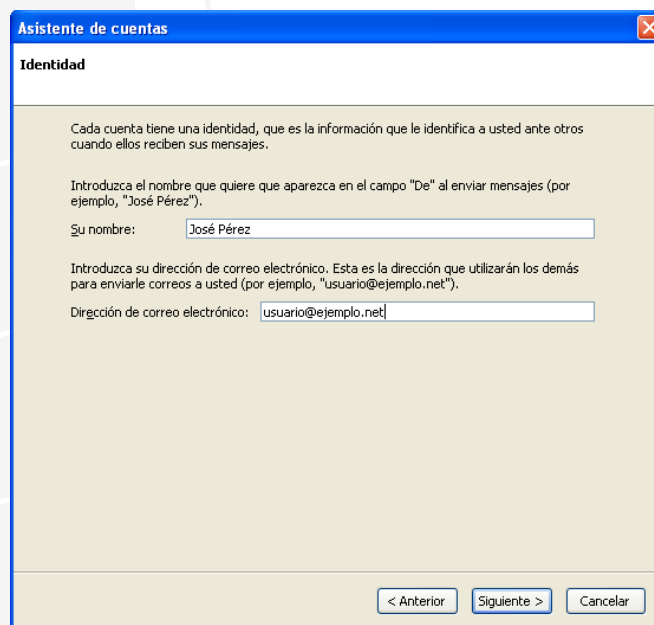 Asistente de cuentas
Identidad
Cada cuenta tiene una identidad, que es la información que le identifica a usted ante otros
cuando ellos reciben sus mensajes.
Introduzca el nombre que quiere que aparezca en el campo "De" al enviar mensajes (por
ejemplo, "José Pérez").
Su nombre: José Pérez
Introduzca su dirección de correo electrónico. Esta es la dirección que utilizarán los demás
para enviarle correos a usted (por ejemplo, "usuario@ejemplo.net").
Dirección de correo electrónico: usuario@ejemplo.net
< Anterior Siguiente > Cancelar